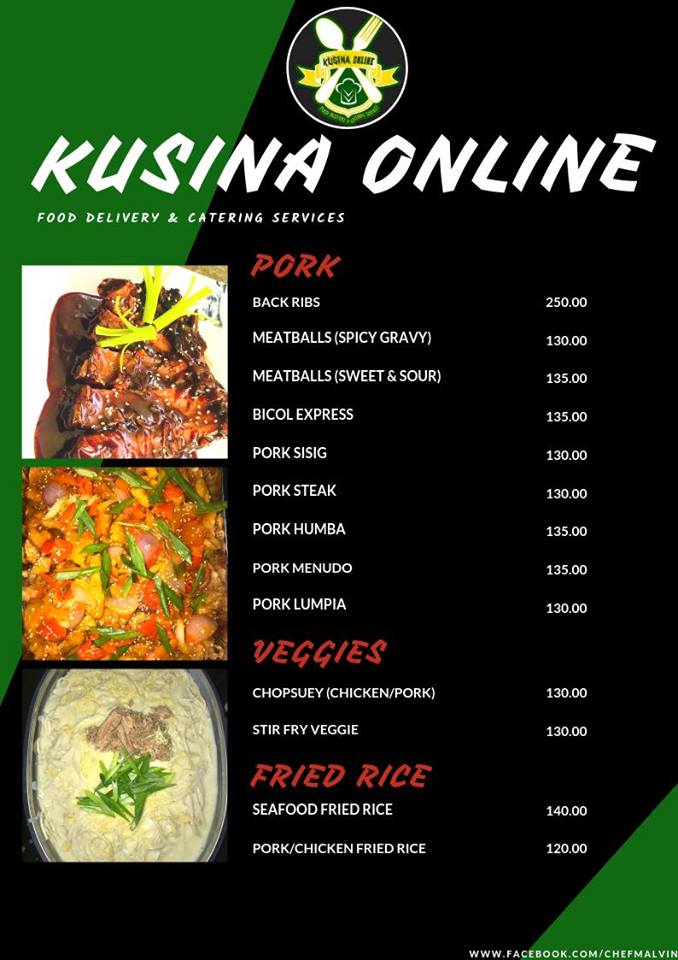 KUSINA ONLINE
KUSINA ONLINE
FOOD DELIVERY & CATERING SERVICES
PORK
BACK RIBS 250.00
MEATBALLS (SPICY GRAVY) 130.00
MEATBALLS (SWEET & SOUR) 135.00
BICOL EXPRESS 135.00
PORK SISIG 130.00
PORK STEAK 130.00
PORK HUMBA 135.00
PORK MENUDO 135.00
PORK LUMPIA 130.00
VEGGIES
CHOPSUEY (CHICKEN/PORK) 130.00
STIR FRY VEGGIE 130.00
FRIED RICE
SEAFOOD FRIED RICE 140.00
PORK/CHICKEN FRIED RICE 120.00
WWW.FACEBOOK.COM/CHEFMALVIN